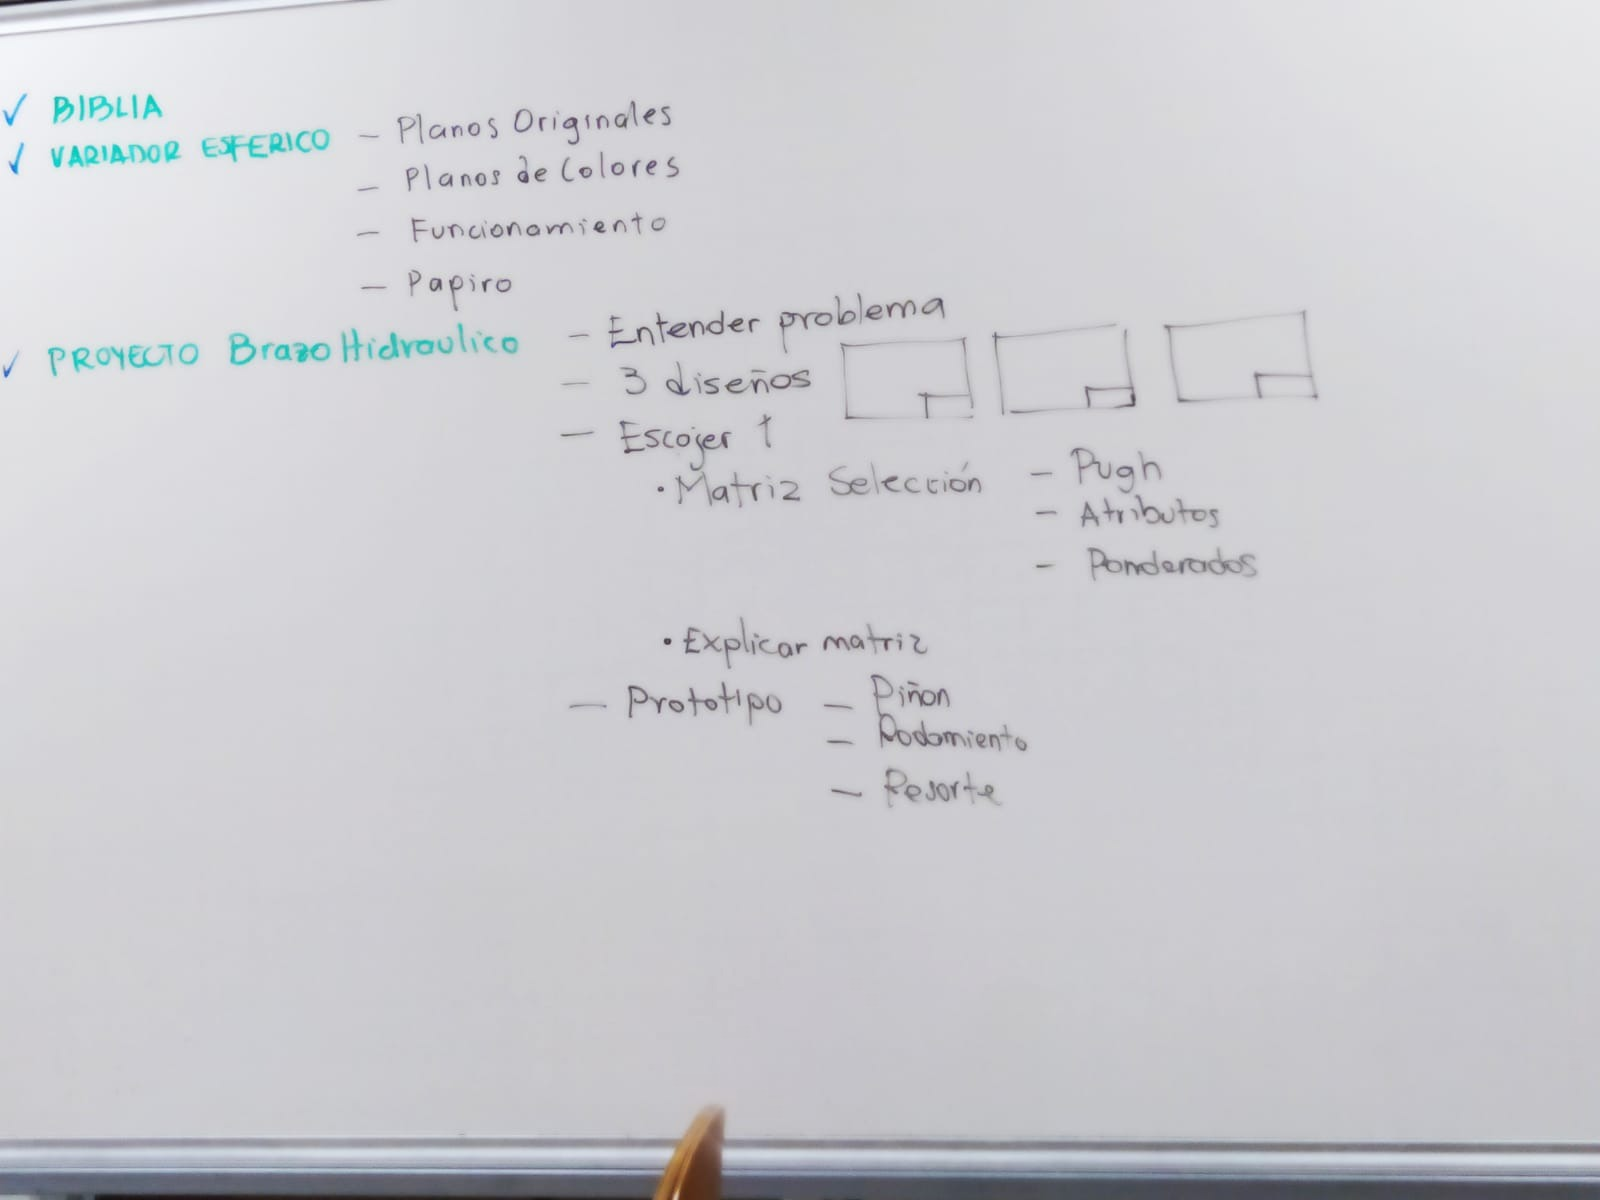 ✓ BIBLIA
✓ VARIADOR ESFERICO - Planos Originales
- Planos de Colores
- Funcionamiento
- Papiro
✓ PROYECTO Brazo Hidraulico - Entender problema
- 3 diseños
- Escojer 1
• Matriz Selección - Pugh
- Atributos
- Ponderados
• Explicar matriz
- Prototipo - Piñon
- Rodamiento
- Resorte